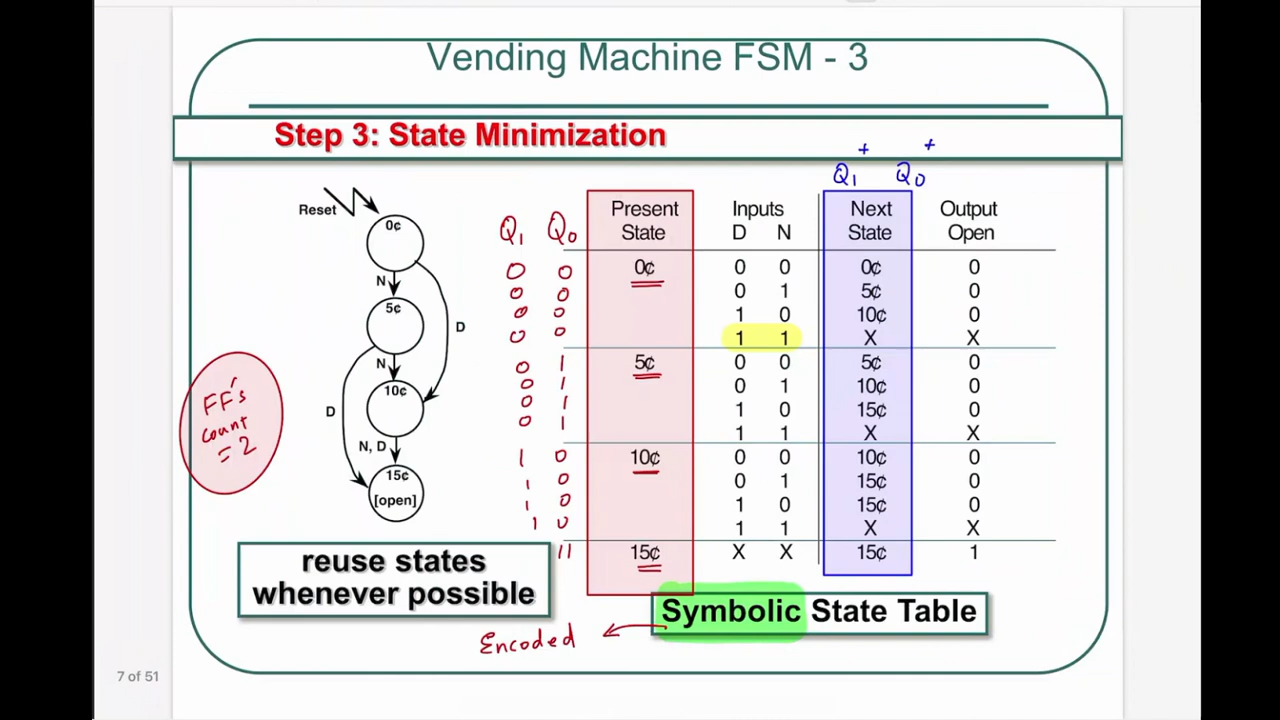 Vending Machine FSM - 3
Step 3: State Minimization
+ +
Q1 Q0
Reset
0¢
N
5¢
D
N
10¢
D
N, D
15¢
[open]
FF's
count
= 2
Q1 Q0 Present State Inputs D N Next State Output Open
0 0 0¢ 0 0 0¢ 0
0 0 0 1 5¢ 0
0 0 1 0 10¢ 0
0 0 1 1 X X
0 1 5¢ 0 0 5¢ 0
0 1 0 1 10¢ 0
0 1 1 0 15¢ 0
0 1 1 1 X X
1 0 10¢ 0 0 10¢ 0
1 0 0 1 15¢ 0
1 0 1 0 15¢ 0
1 0 1 1 X X
11 15¢ X X 15¢ 1
reuse states
whenever possible
Symbolic State Table
Encoded
7 of 51